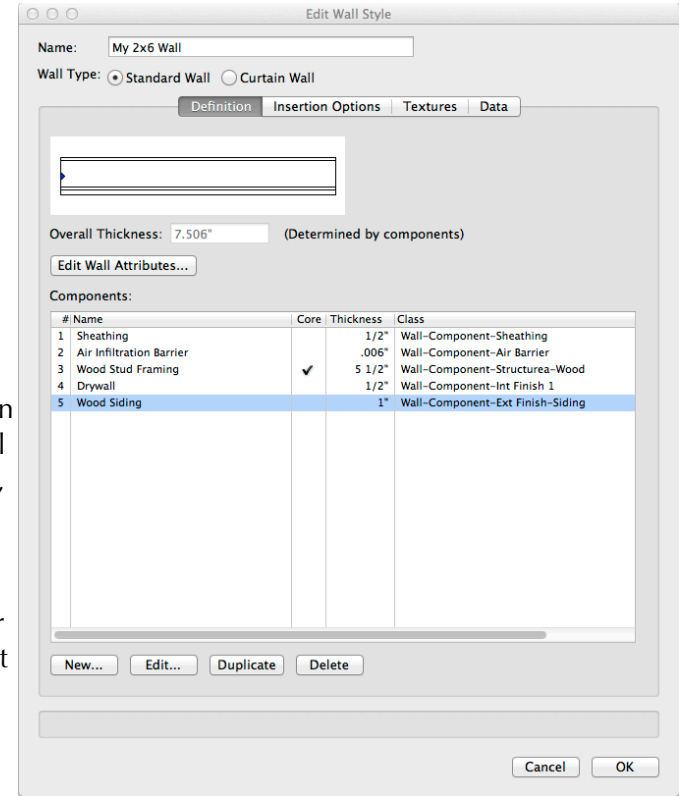 Edit Wall Style
Name: My 2x6 Wall
Wall Type: Standard Wall Curtain Wall
Definition Insertion Options Textures Data
Overall Thickness: 7.506" (Determined by components)
Edit Wall Attributes...
Components:
# Name Core Thickness Class
1 Sheathing 1/2" Wall-Component-Sheathing
2 Air Infiltration Barrier .006" Wall-Component-Air Barrier
3 Wood Stud Framing ✓ 5 1/2" Wall-Component-Structurea-Wood
4 Drywall 1/2" Wall-Component-Int Finish 1
5 Wood Siding 1" Wall-Component-Ext Finish-Siding
New... Edit... Duplicate Delete
Cancel OK